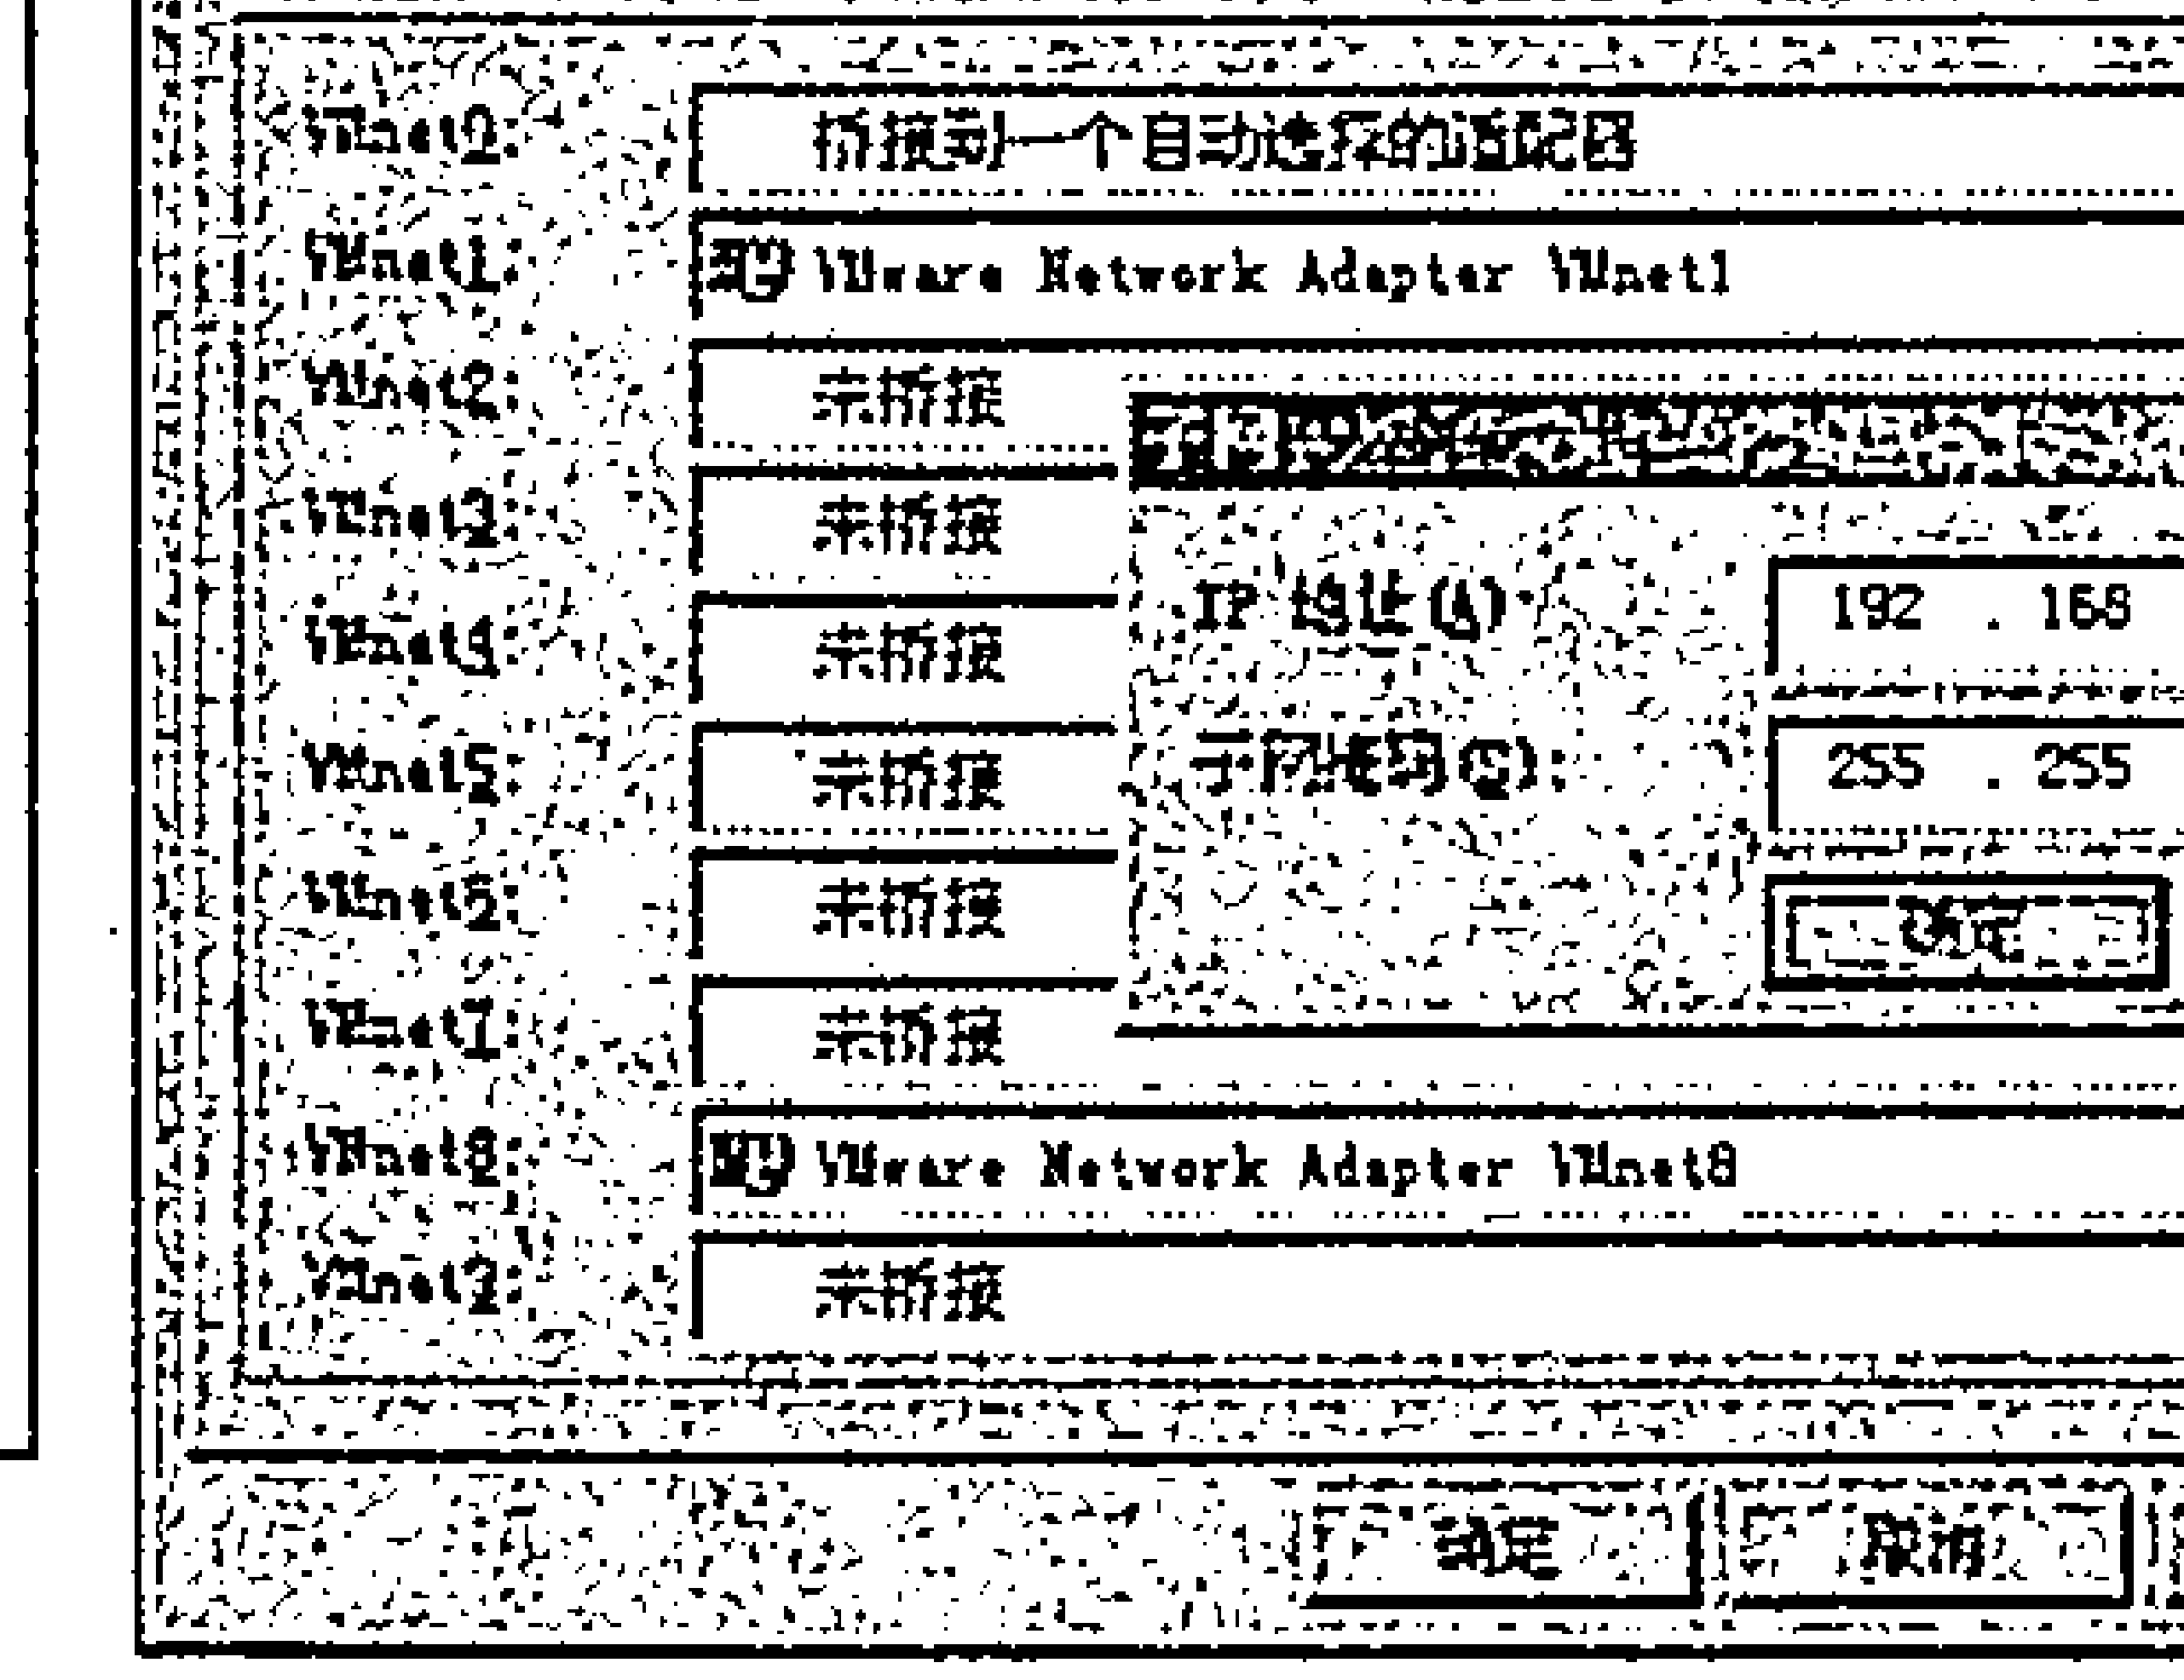 VMnet0: 桥接到一个自动选择的适配器
VMnet1: VMware Network Adapter VMnet1
VMnet2: 未桥接
VMnet3: 未桥接
IP 地址(A): 192 . 168
VMnet4: 未桥接
VMnet5: 未桥接
子网掩码(C): 255 . 255
VMnet6: 未桥接
VMnet7: 未桥接
VMnet8: VMware Network Adapter VMnet8
VMnet9: 未桥接
确定 取消